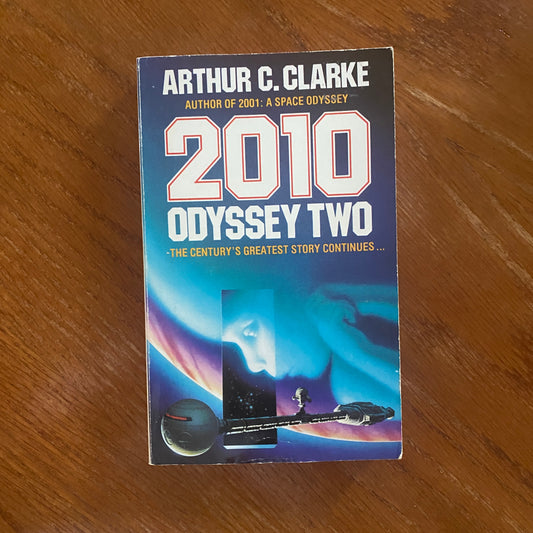 ARTHUR C. CLARKE
AUTHOR OF 2001: A SPACE ODYSSEY
2010
ODYSSEY TWO
-THE CENTURY'S GREATEST STORY CONTINUES...